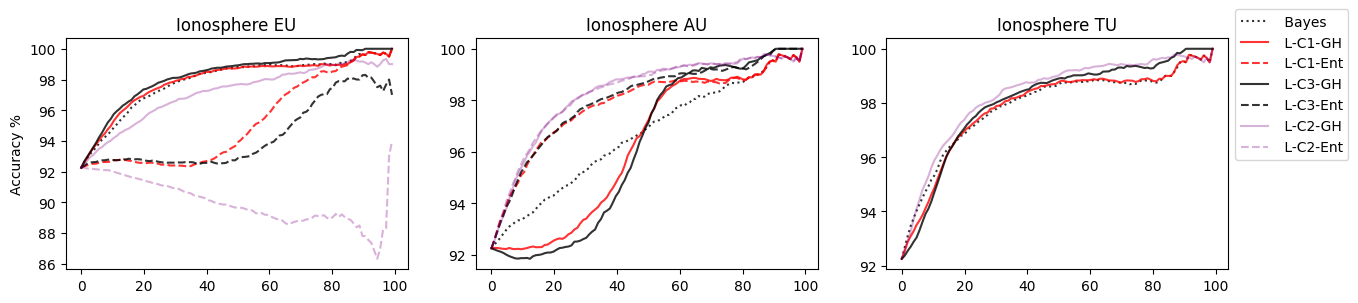 Ionosphere EU
Accuracy %
100
98
96
94
92
90
88
86
0 20 40 60 80 100
Ionosphere AU
100
98
96
94
92
0 20 40 60 80 100
Ionosphere TU
100
98
96
94
92
0 20 40 60 80 100
Bayes
L-C1-GH
L-C1-Ent
L-C3-GH
L-C3-Ent
L-C2-GH
L-C2-Ent